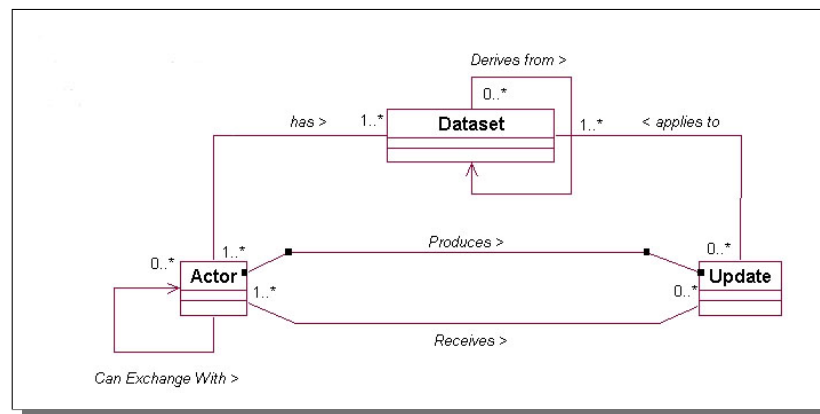 Derives from >
0..*
has >
1..*
Dataset
1..*
< applies to
Produces >
0..*
1..*
0..*
Actor
Update
1..*
0..*
Receives >
Can Exchange With >